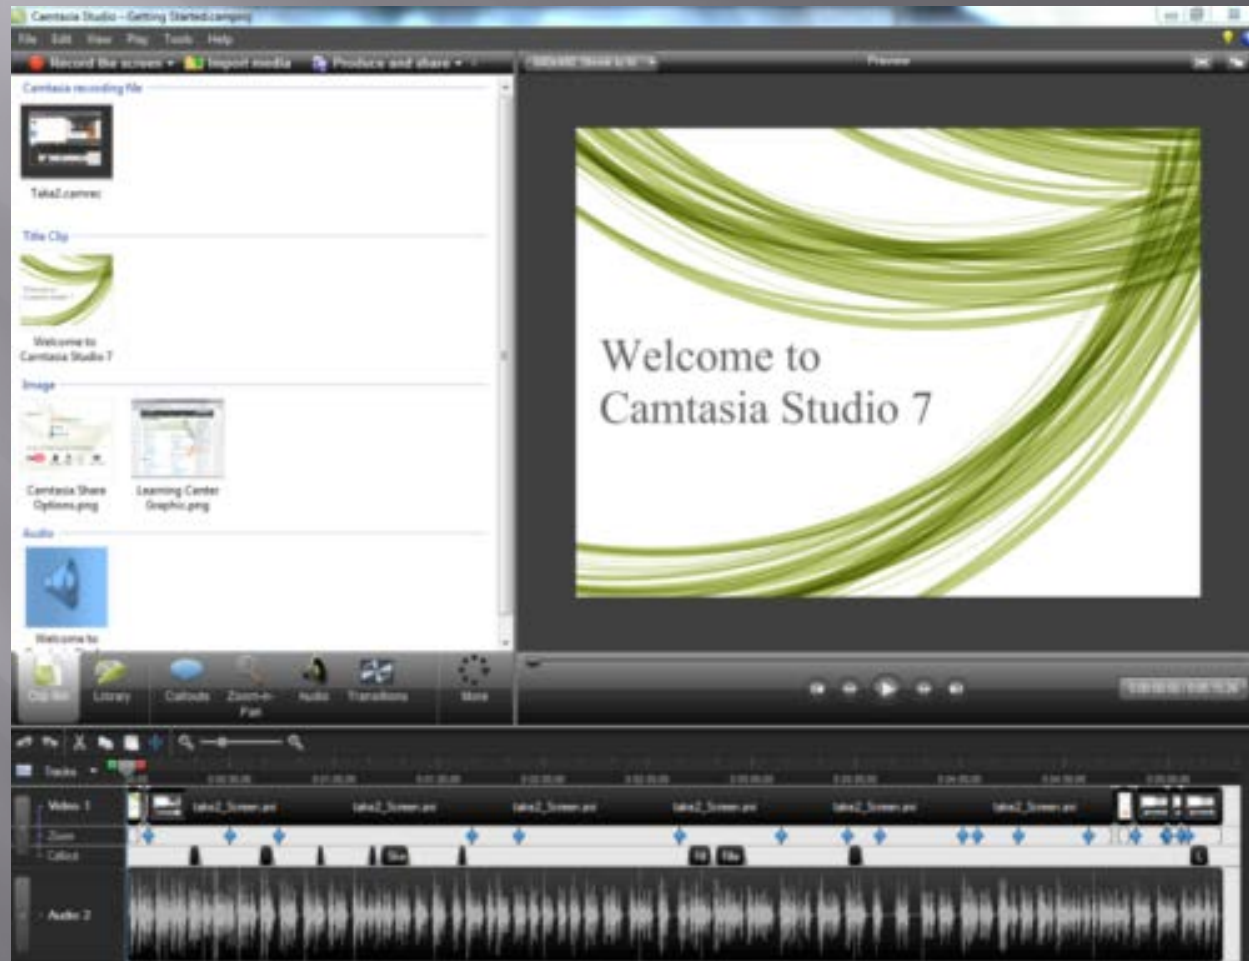 Camtasia Studio - Getting Started.camproj
File Edit View Play Tools Help
Record the screen Import media Produce and share
Preview
Camtasia recording file
Take2.camrec
Title Clip
Welcome to
Camtasia Studio 7
Image
Camtasia Share
Options.png
Learning Center
Graphic.png
Audio
Welcome to
Welcome to
Camtasia Studio 7
Clip Bin Library Callouts Zoom-n-
Pan
Audio Transitions More
Tracks
Video 1 take2_Screen.avi take2_Screen.avi take2_Screen.avi take2_Screen.avi take2_Screen.avi take2_Screen.avi
Zoom
Callout
Audio 2